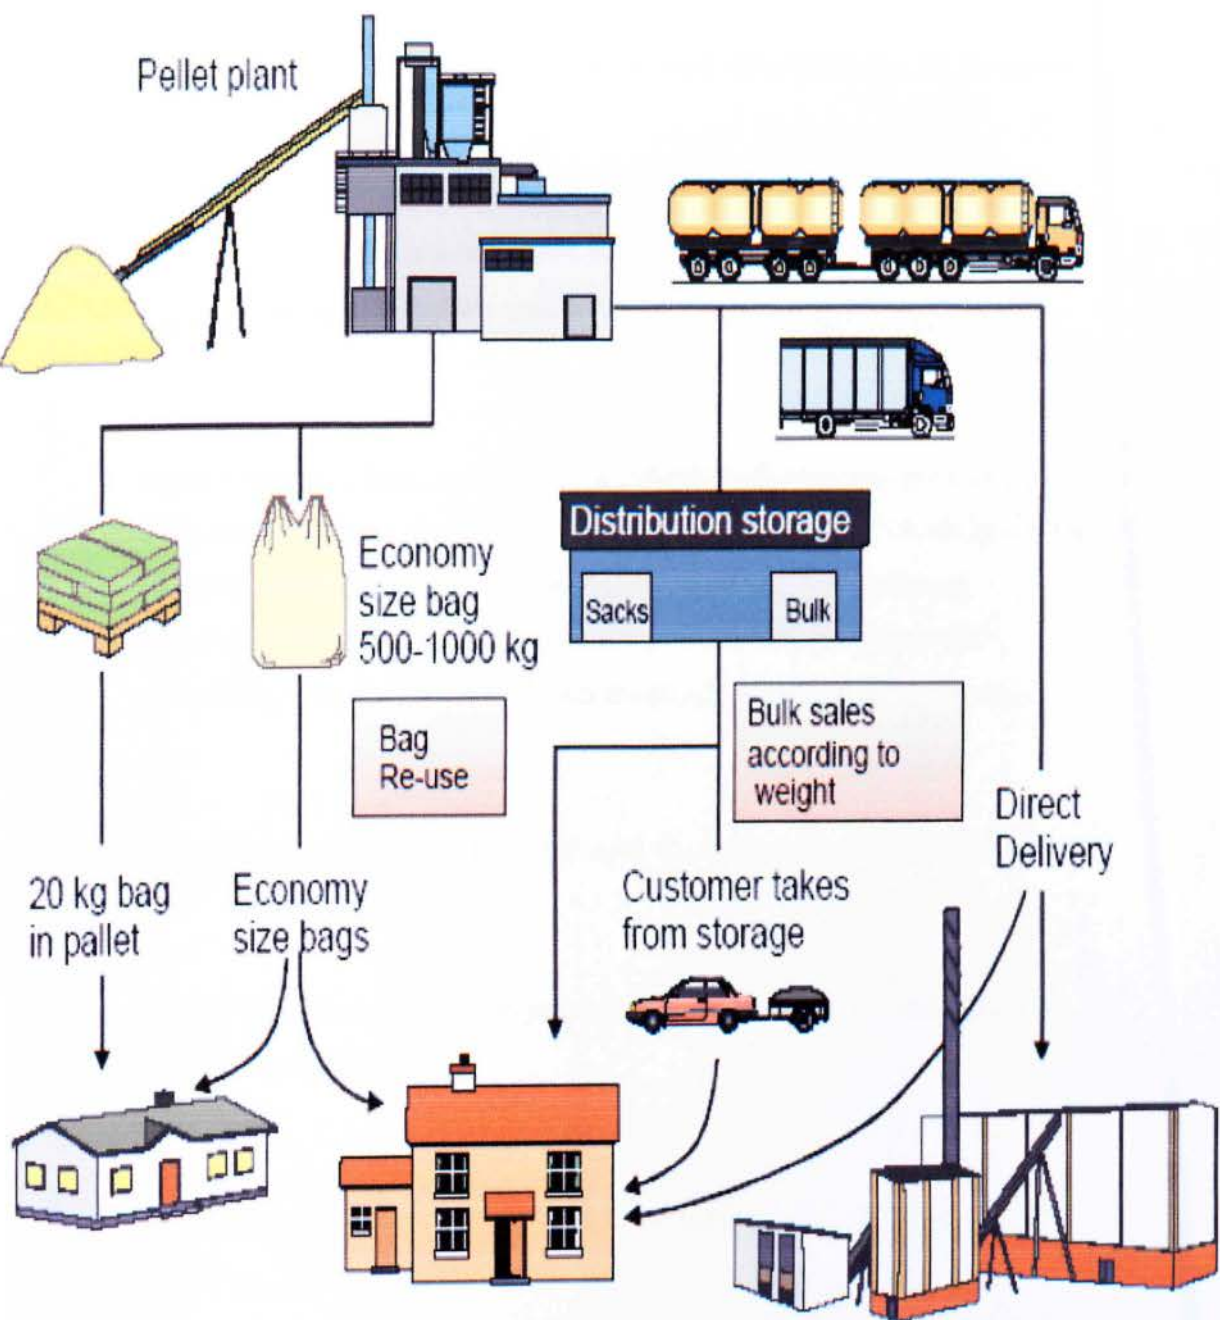 Pellet plant
Economy
size bag
500-1000 kg
Distribution storage
Sacks
Bulk
Bag
Re-use
Bulk sales
according to
weight
Direct
Delivery
20 kg bag
in pallet
Economy
size bags
Customer takes
from storage